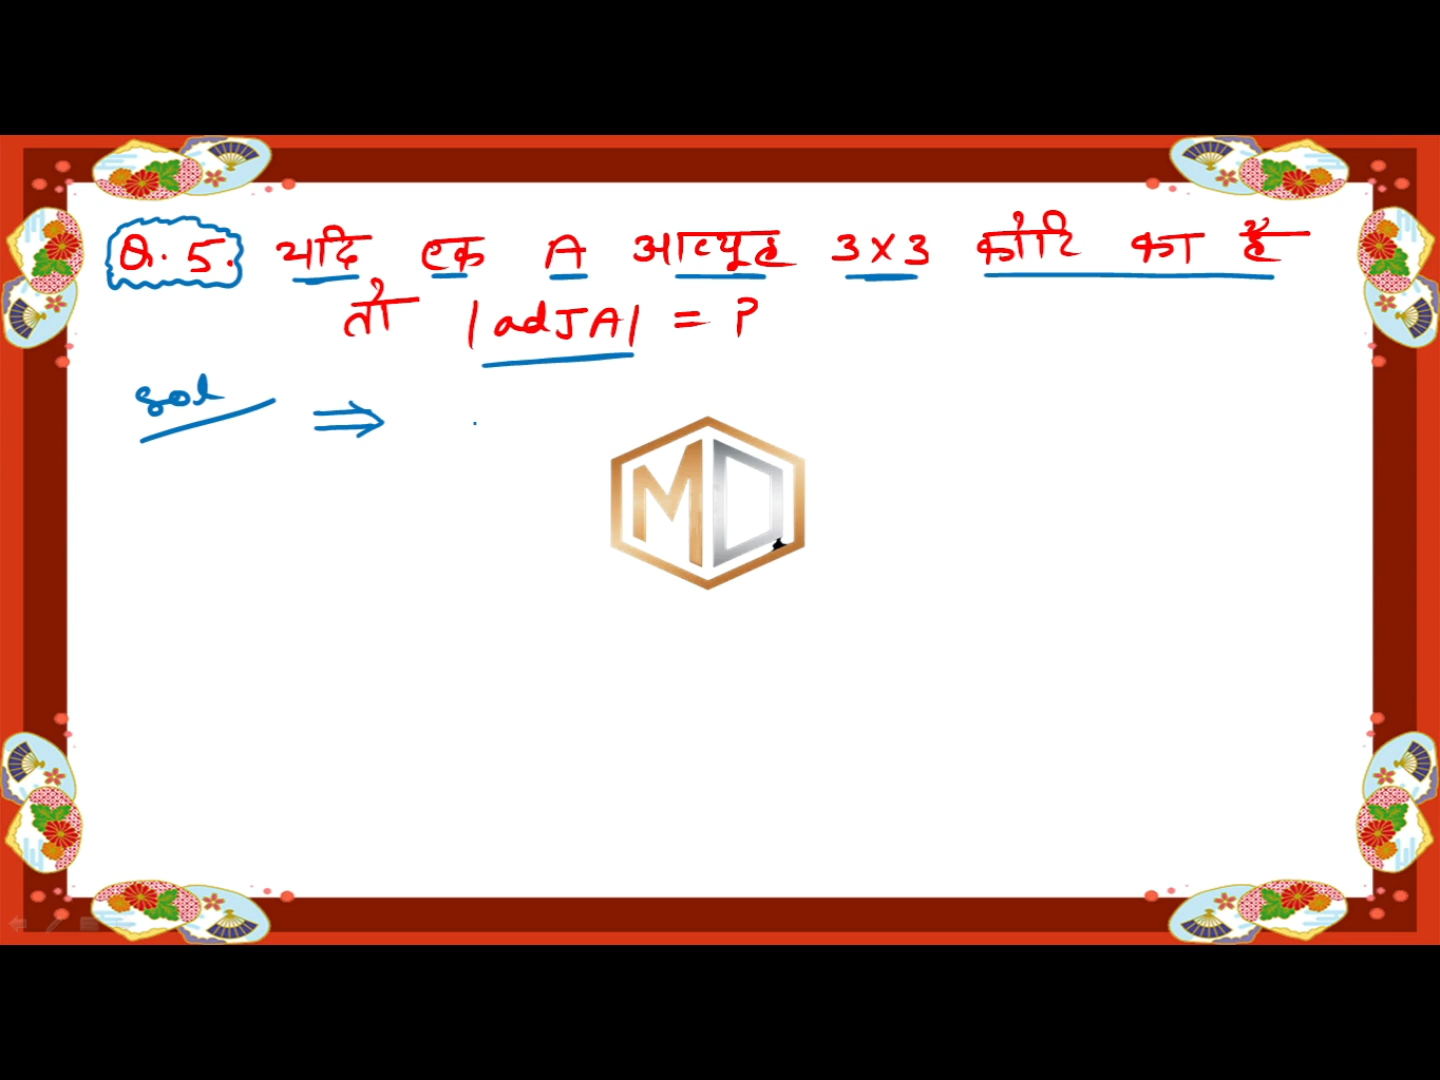 Q. 5. यदि एक A आव्यूह 3×3 कोटि का है
तो |adJA| = ?
Sol ⇒
MD